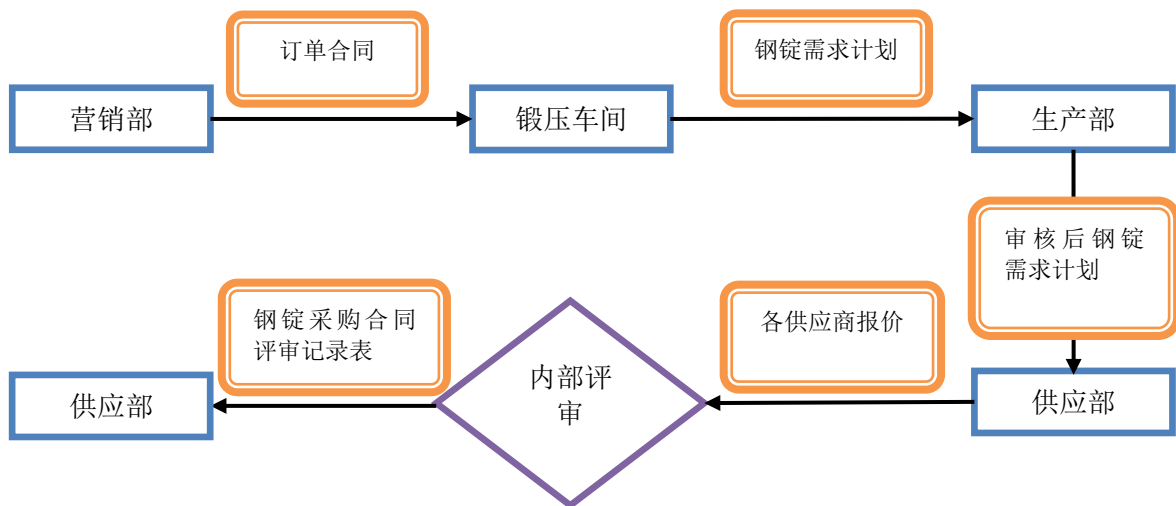 订单合同
钢锭需求计划
营销部
锻压车间
生产部
审核后钢锭
需求计划
钢锭采购合同
评审记录表
各供应商报价
内部评
审
供应部
供应部